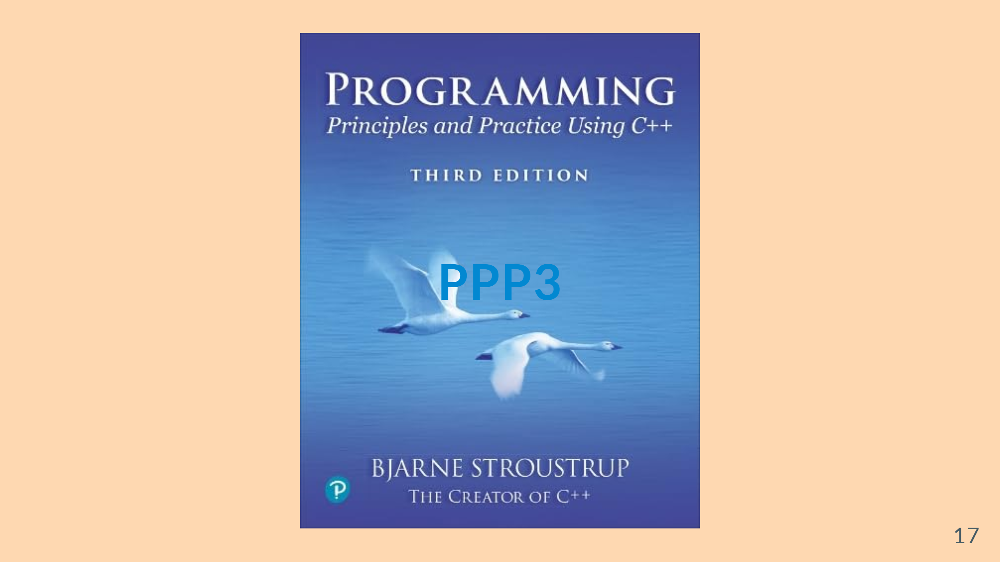 PROGRAMMING
Principles and Practice Using C++
THIRD EDITION
PPP3
BJARNE STROUSTRUP
THE CREATOR OF C++
17